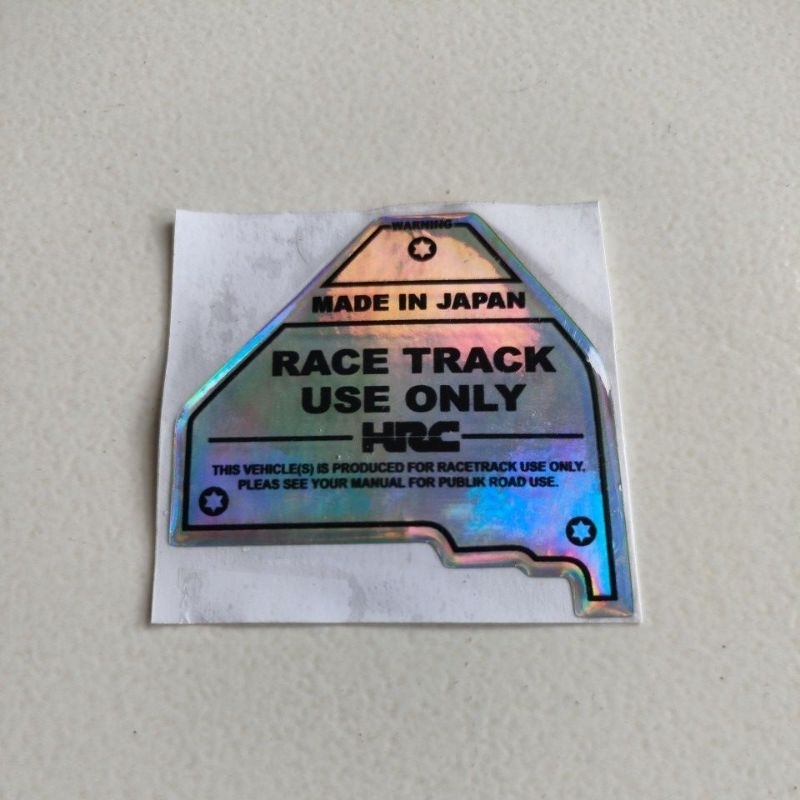 WARNING
MADE IN JAPAN
RACE TRACK
USE ONLY
HRC
THIS VEHICLE(S) IS PRODUCED FOR RACETRACK USE ONLY,
PLEAS SEE YOUR MANUAL FOR PUBLIK ROAD USE.